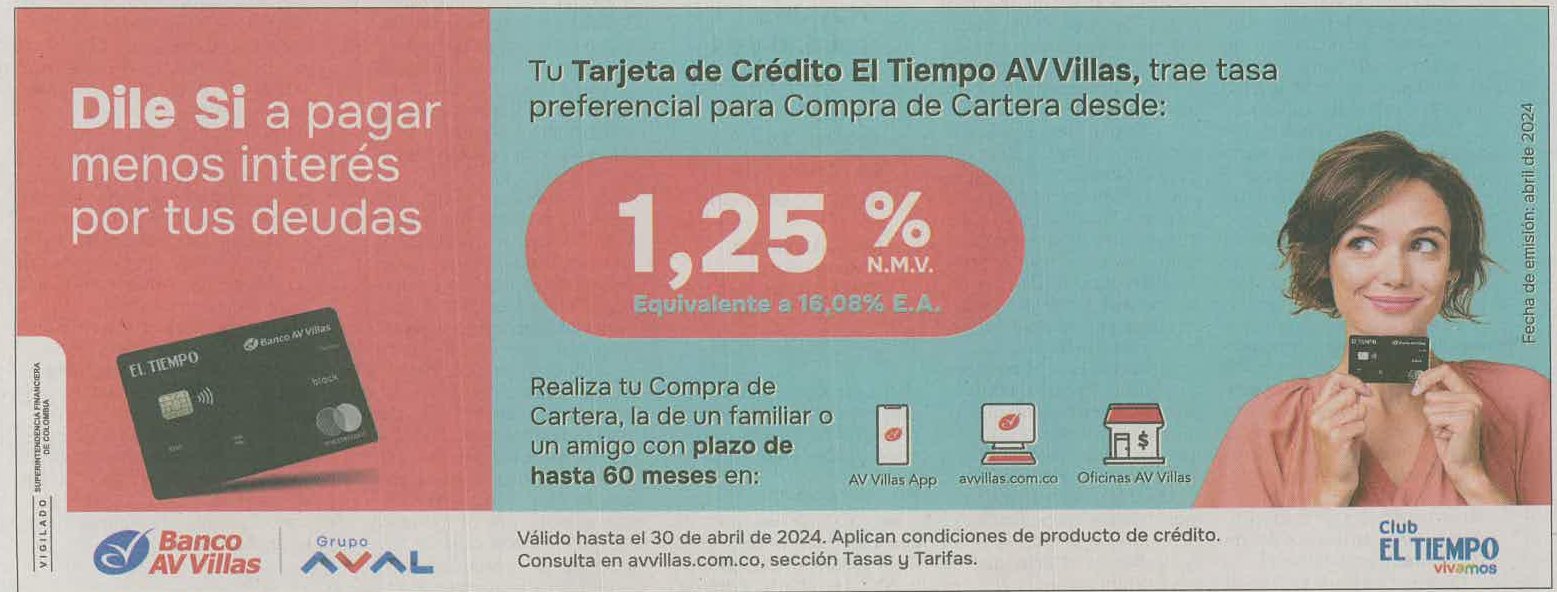 Dile Si a pagar
menos interés
por tus deudas
EL TIEMPO
Banco AV Villas
black
VIGILADO
SUPERINTENDENCIA FINANCIERA
DE COLOMBIA
Tu Tarjeta de Crédito El Tiempo AV Villas, trae tasa
preferencial para Compra de Cartera desde:
1,25 %
N.M.V.
Equivalente a 16,08% E.A.
Realiza tu Compra de
Cartera, la de un familiar o
un amigo con plazo de
hasta 60 meses en:
$
AV Villas App
avvillas.com.co
Oficinas AV Villas
EL TIEMPO
Banco AV Villas
Fecha de emisión: abril de 2024
Banco
AV Villas
Grupo
AVAL
Válido hasta el 30 de abril de 2024. Aplican condiciones de producto de crédito.
Consulta en avvillas.com.co, sección Tasas y Tarifas.
Club
EL TIEMPO
vivamos